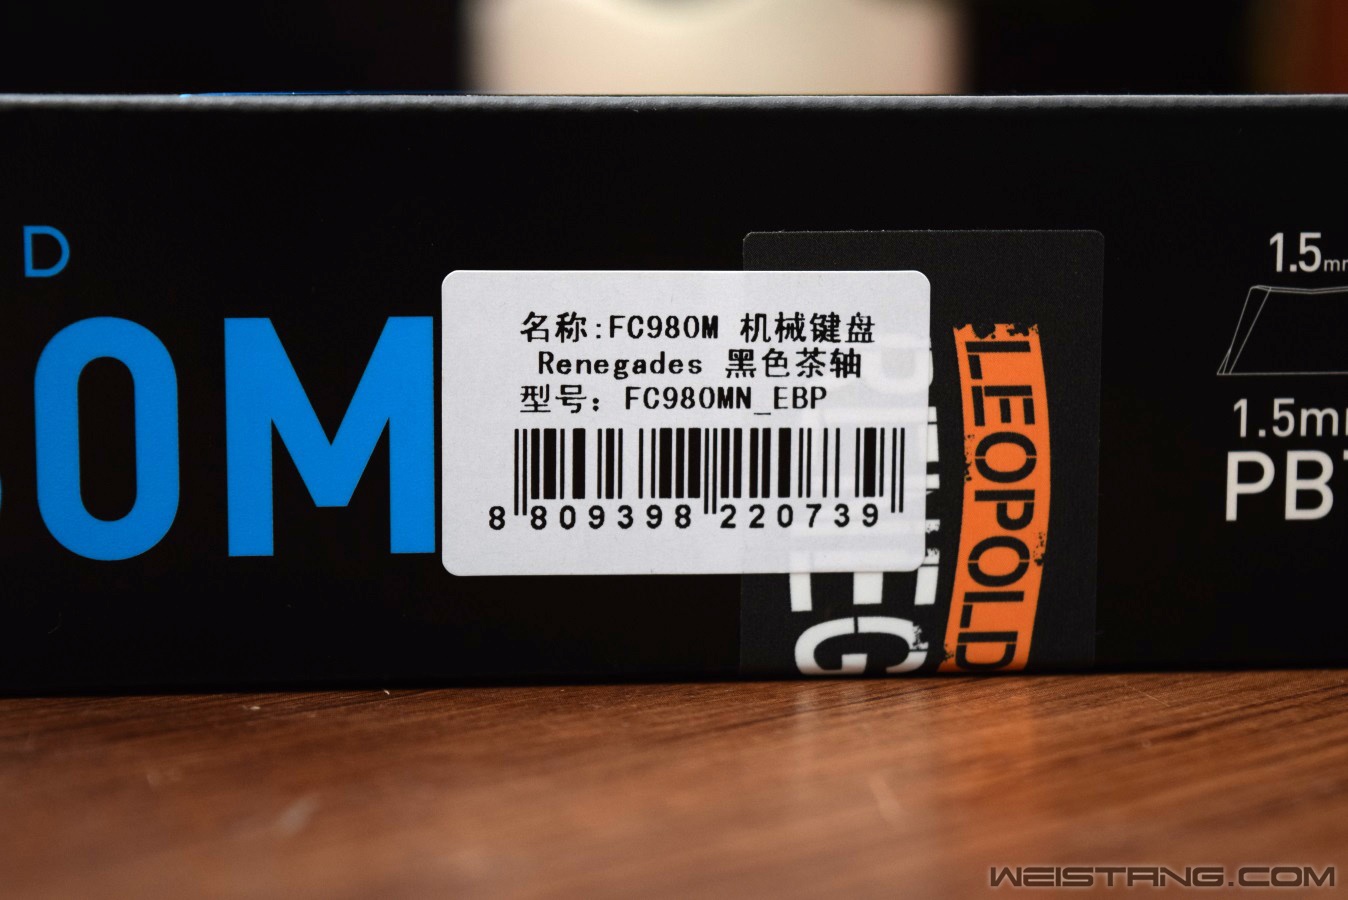 D
0M
名称:FC980M 机械键盘
Renegades 黑色茶轴
型号：FC980MN_EBP
8 809398 220739
LEOPOLD
1.5mm
1.5mm
PBT
WEISTANG.COM